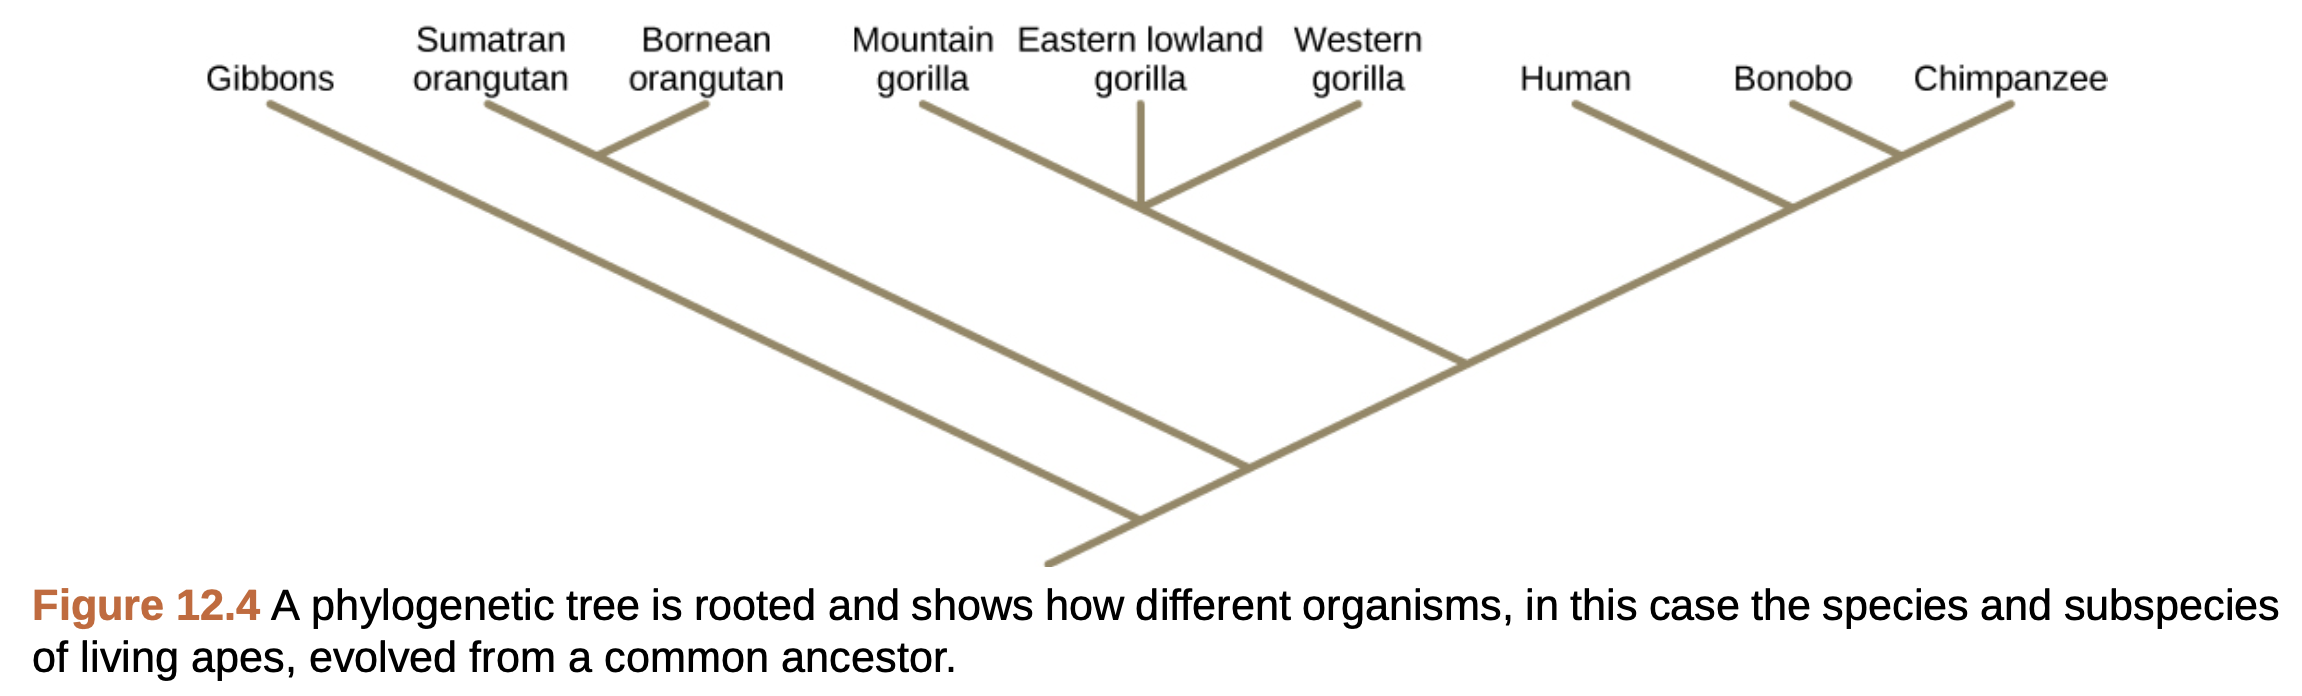 Gibbons
Sumatran
orangutan
Bornean
orangutan
Mountain
gorilla
Eastern lowland
gorilla
Western
gorilla
Human
Bonobo
Chimpanzee
Figure 12.4 A phylogenetic tree is rooted and shows how different organisms, in this case the species and subspecies
of living apes, evolved from a common ancestor.